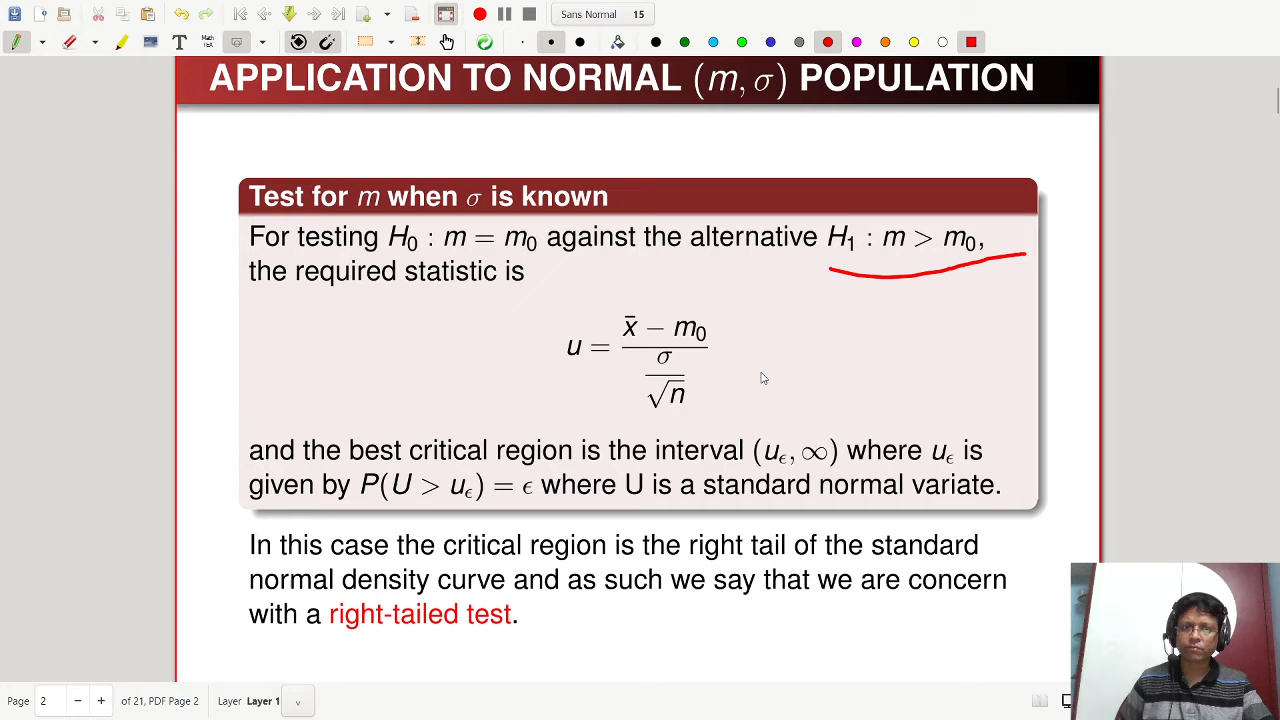 Sans Normal 15
APPLICATION TO NORMAL (m, σ) POPULATION
Test for m when σ is known
For testing H₀ : m = m₀ against the alternative H₁ : m > m₀,
the required statistic is
u = (x̄ − m₀) / (σ / √n)
and the best critical region is the interval (u_ϵ, ∞) where u_ϵ is
given by P(U > u_ϵ) = ϵ where U is a standard normal variate.
In this case the critical region is the right tail of the standard
normal density curve and as such we say that we are concern
with a right-tailed test.
Page 2 of 21, PDF Page 2 Layer Layer 1